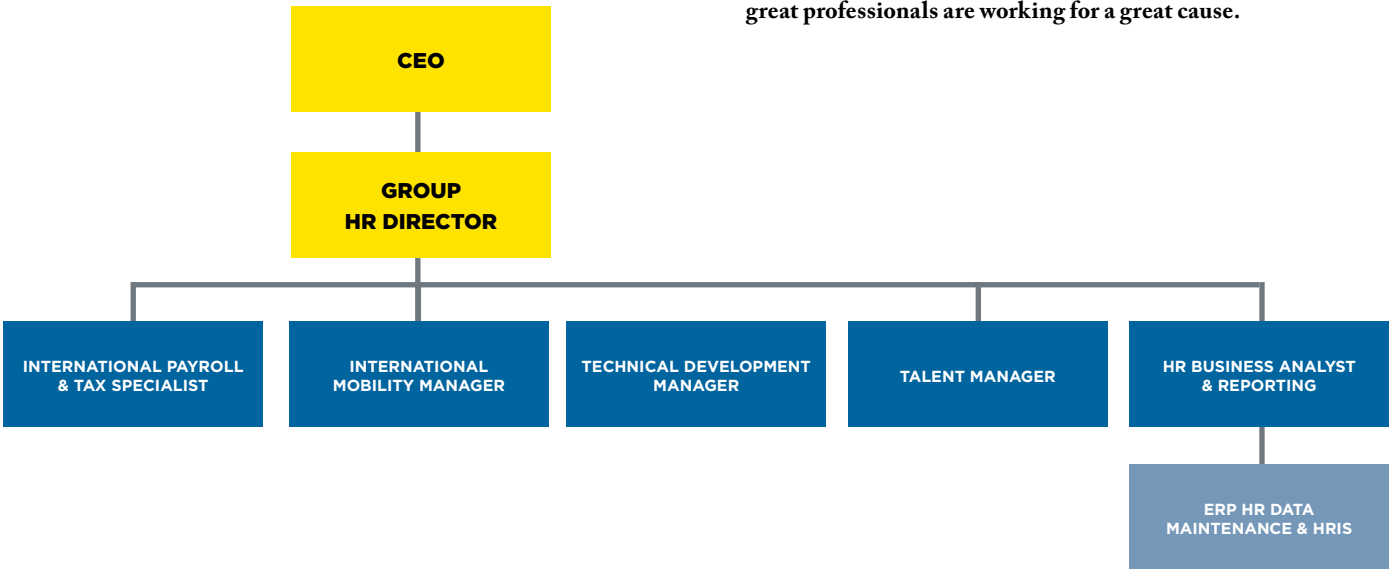 great professionals are working for a great cause.
CEO
GROUP
HR DIRECTOR
INTERNATIONAL PAYROLL
& TAX SPECIALIST
INTERNATIONAL
MOBILITY MANAGER
TECHNICAL DEVELOPMENT
MANAGER
TALENT MANAGER
HR BUSINESS ANALYST
& REPORTING
ERP HR DATA
MAINTENANCE & HRIS